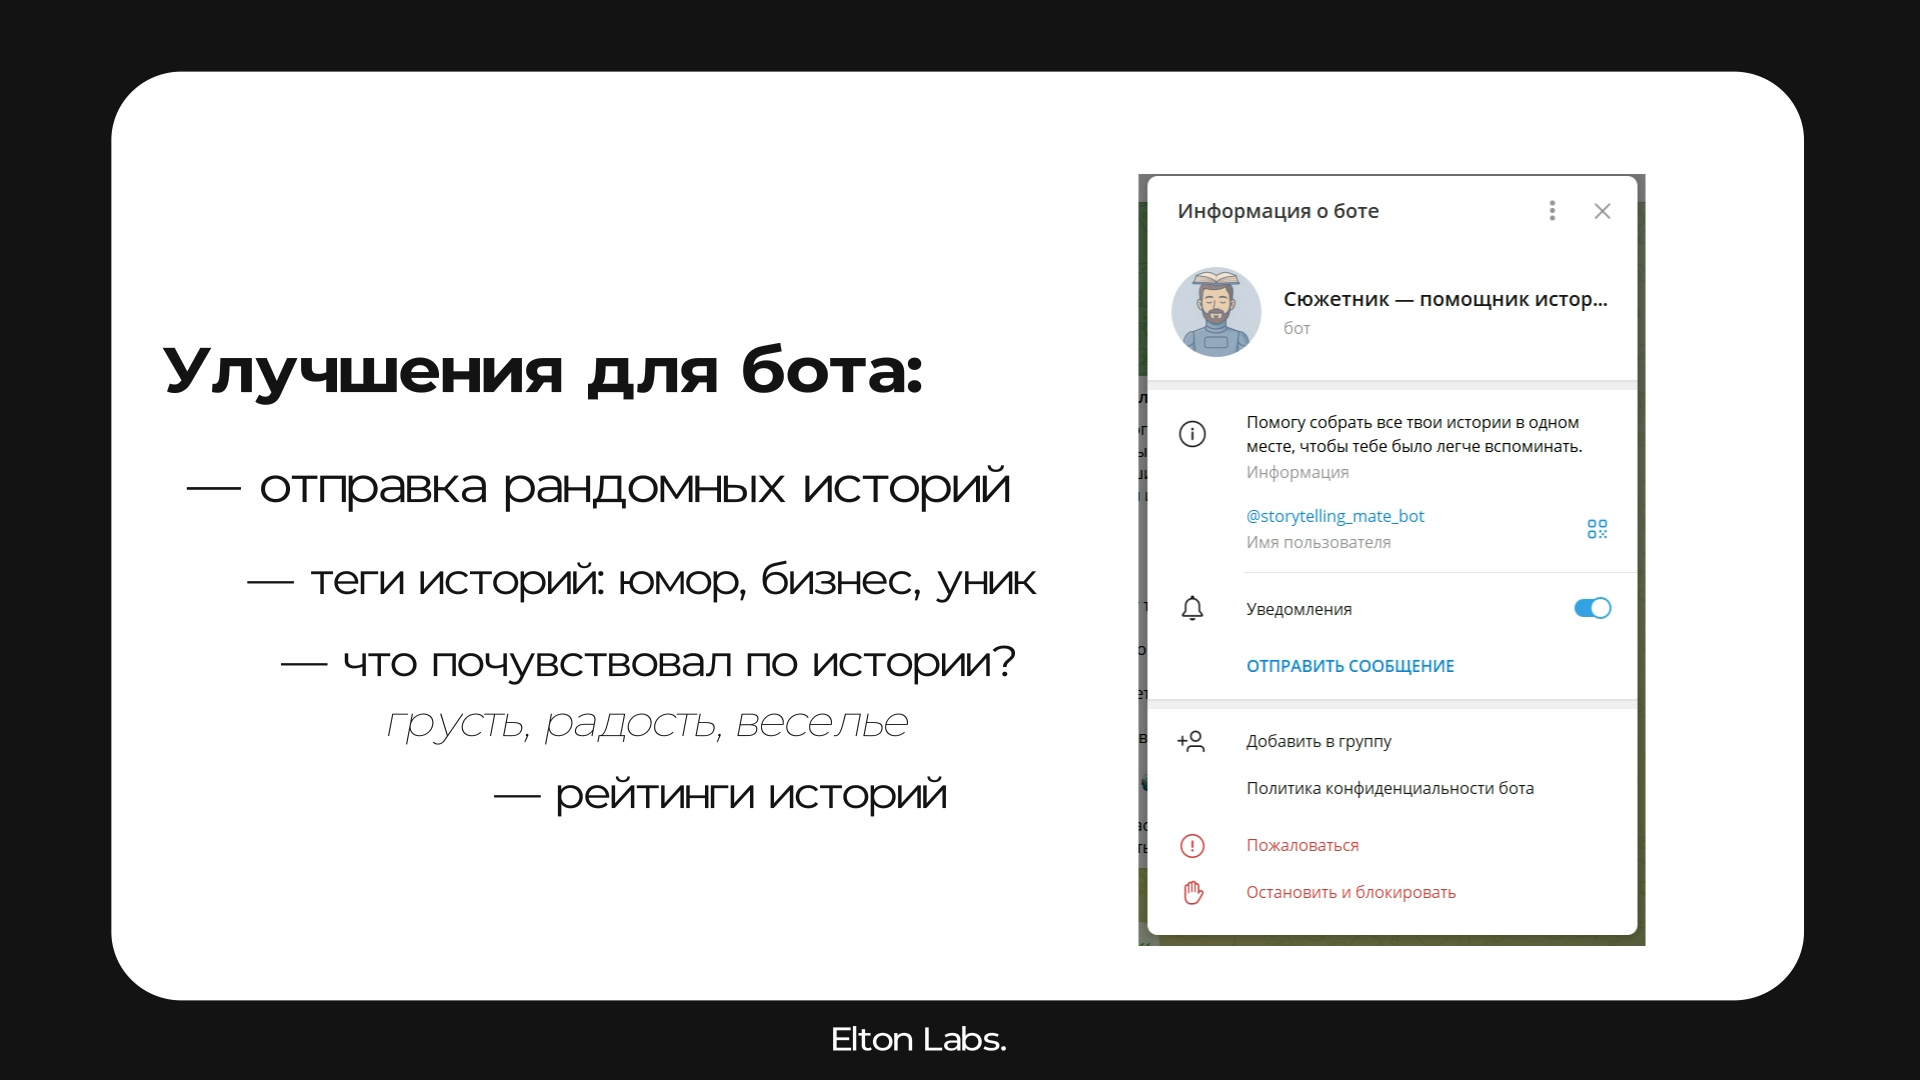 Улучшения для бота:
— отправка рандомных историй
— теги историй: юмор, бизнес, уник
— что почувствовал по истории?
грусть, радость, веселье
— рейтинги историй
Информация о боте
Сюжетник — помощник истор...
бот
Помогу собрать все твои истории в одном
месте, чтобы тебе было легче вспоминать.
Информация
@storytelling_mate_bot
Имя пользователя
Уведомления
ОТПРАВИТЬ СООБЩЕНИЕ
Добавить в группу
Политика конфиденциальности бота
Пожаловаться
Остановить и блокировать
Elton Labs.